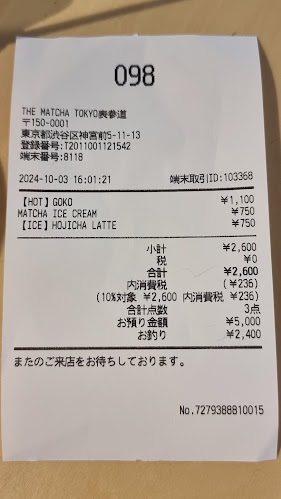 098
THE MATCHA TOKYO表参道
〒150-0001
東京都渋谷区神宮前5-11-13
登録番号:T2011001121542
端末番号:8118
2024-10-03 16:01:21 端末取引ID:103368
【HOT】GOKO ¥1,100
MATCHA ICE CREAM ¥750
【ICE】HOJICHA LATTE ¥750
小計 ¥2,600
税 ¥0
合計 ¥2,600
内消費税 (¥236)
(10%対象 ¥2,600 内消費税 ¥236)
合計点数 3点
お預り金額 ¥5,000
お釣り ¥2,400
またのご来店をお待ちしております。
No.7279388810015